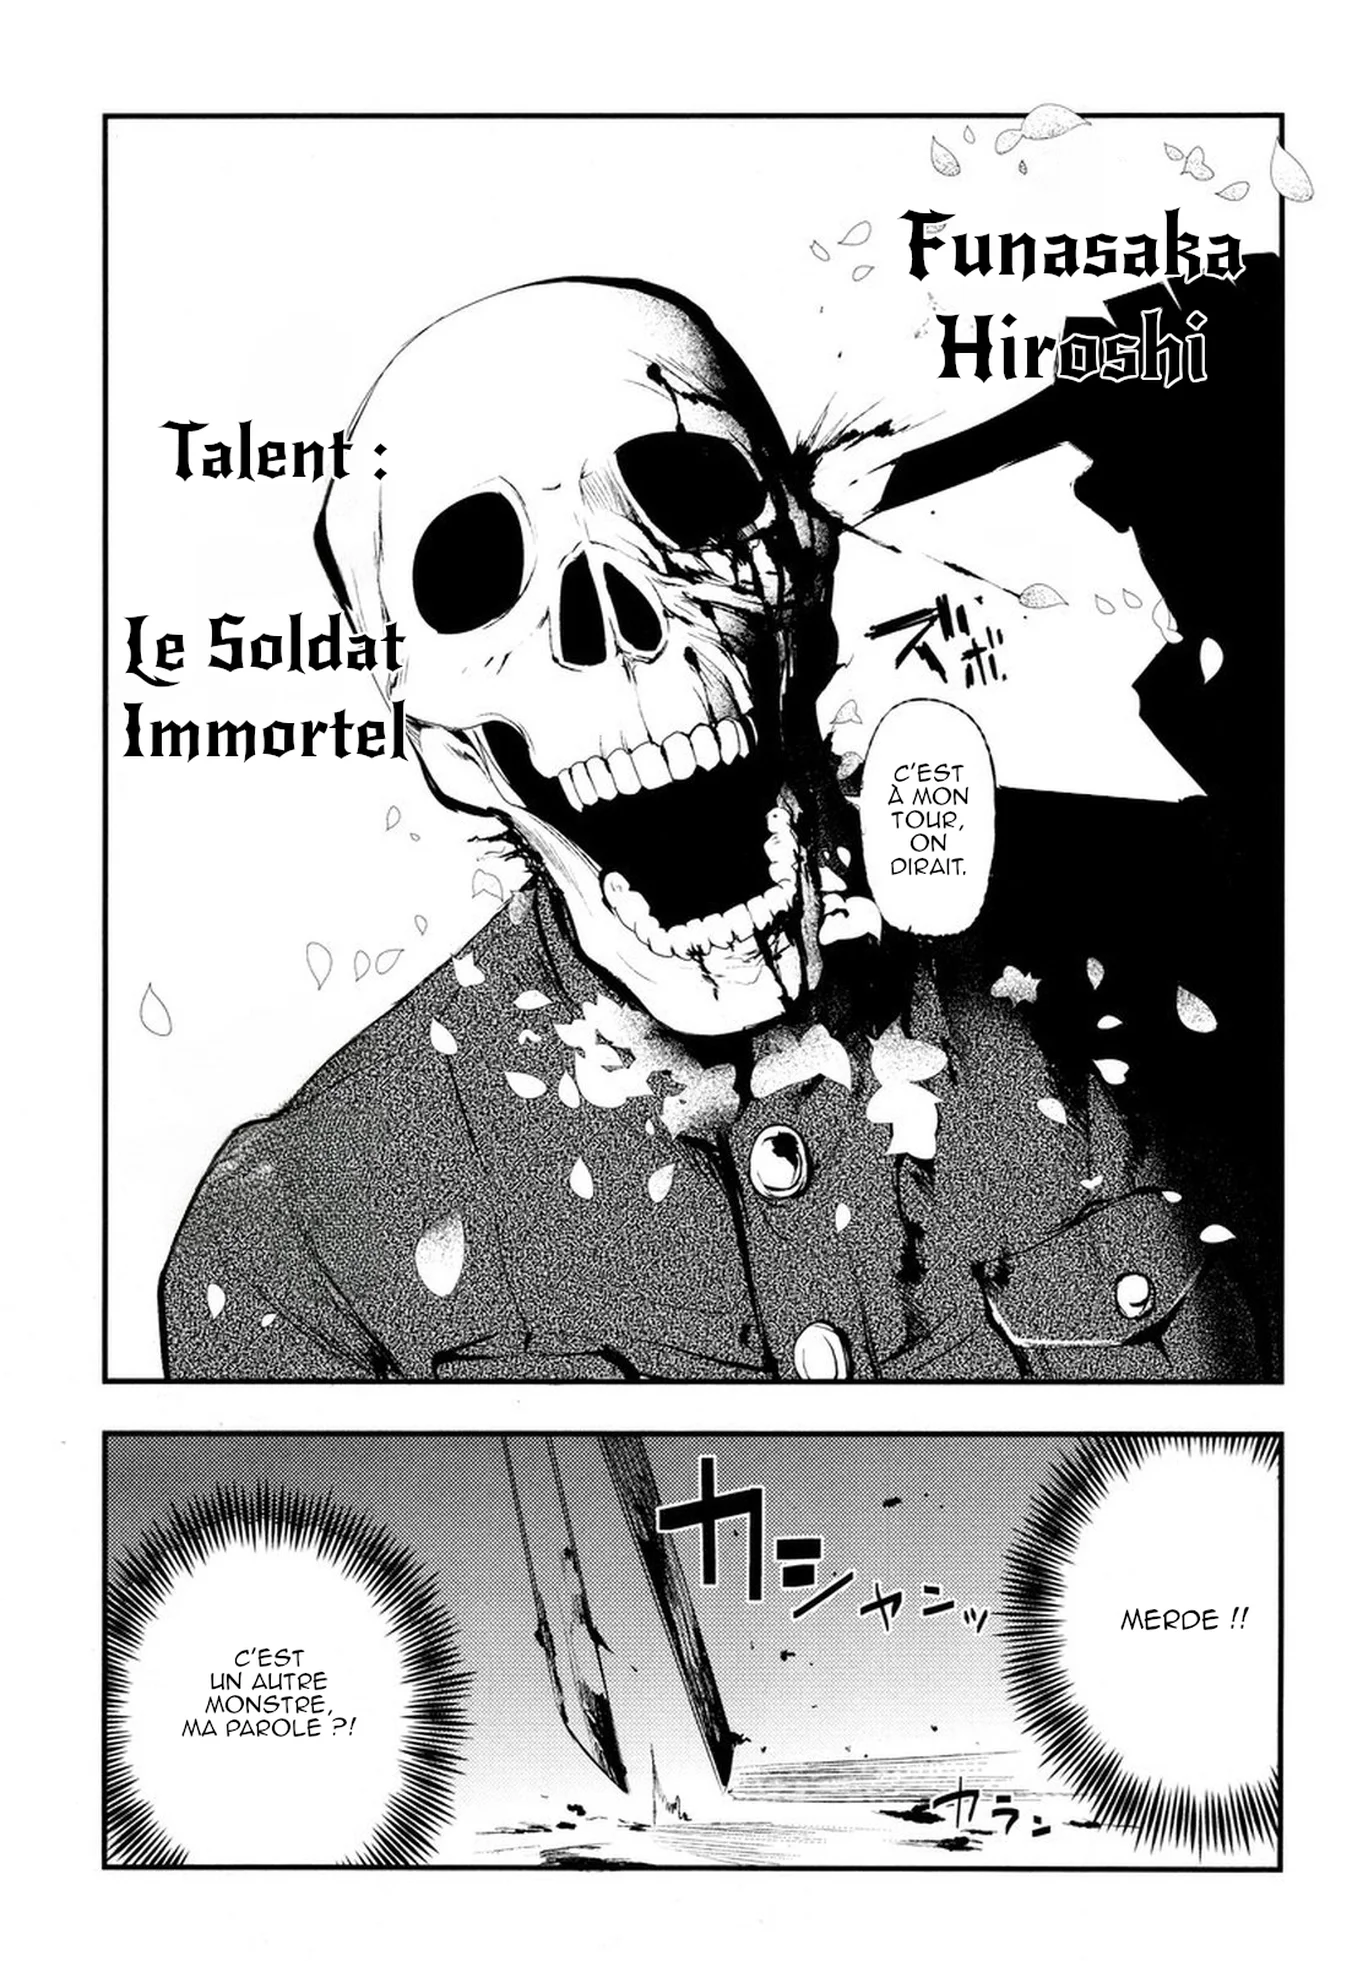 Funasaka
Hiroshi
Talent :
Le Soldat
Immortel
ズボ
C'EST
À MON
TOUR,
ON
DIRAIT.
MERDE !!
カシャンッ
カラン
C'EST
UN AUTRE
MONSTRE,
MA PAROLE ?!